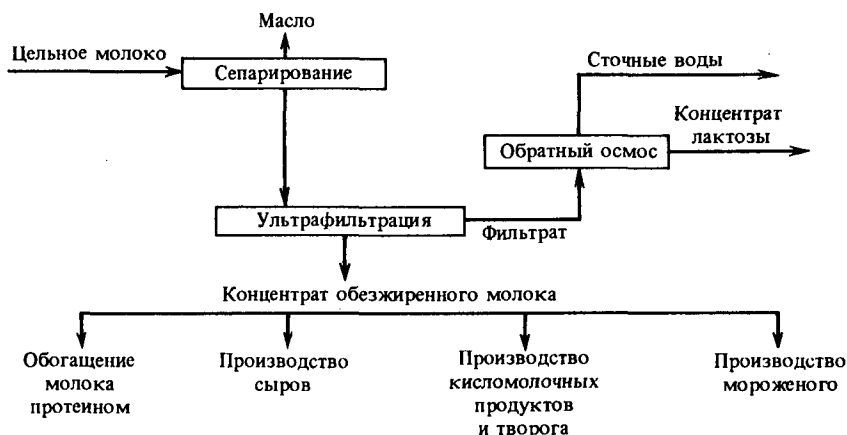 Масло
Цельное молоко
Сепарирование
Сточные воды
Концентрат
лактозы
Обратный осмос
Ультрафильтрация
Фильтрат
Концентрат обезжиренного молока
Обогащение
молока
протеином
Производство
сыров
Производство
кисломолочных
продуктов
и творога
Производство
мороженого